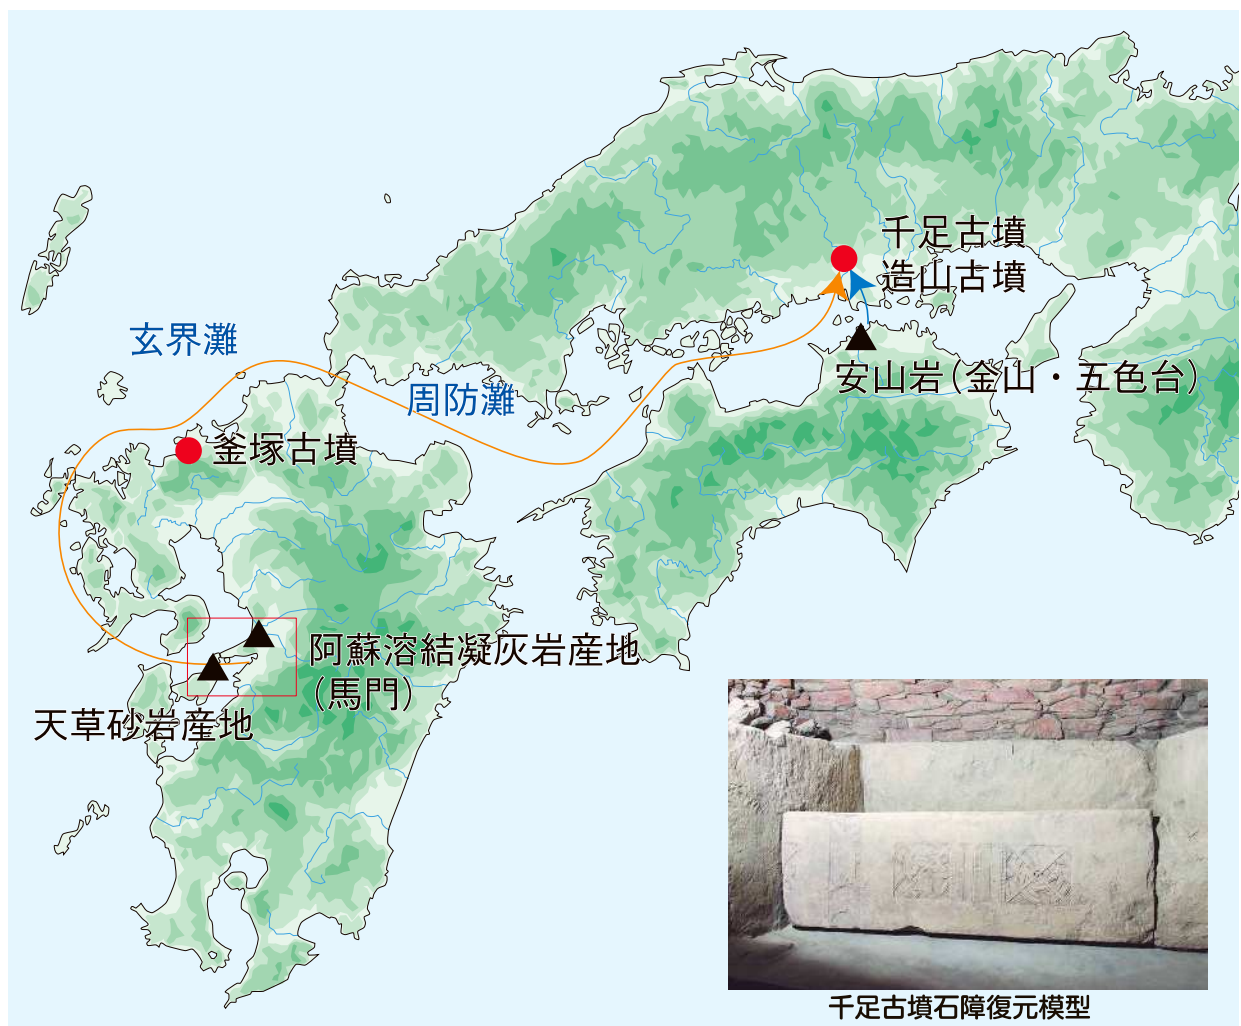 千足古墳
造山古墳
玄界灘
安山岩（金山・五色台）
周防灘
釜塚古墳
阿蘇溶結凝灰岩産地
（馬門）
天草砂岩産地
千足古墳石障復元模型